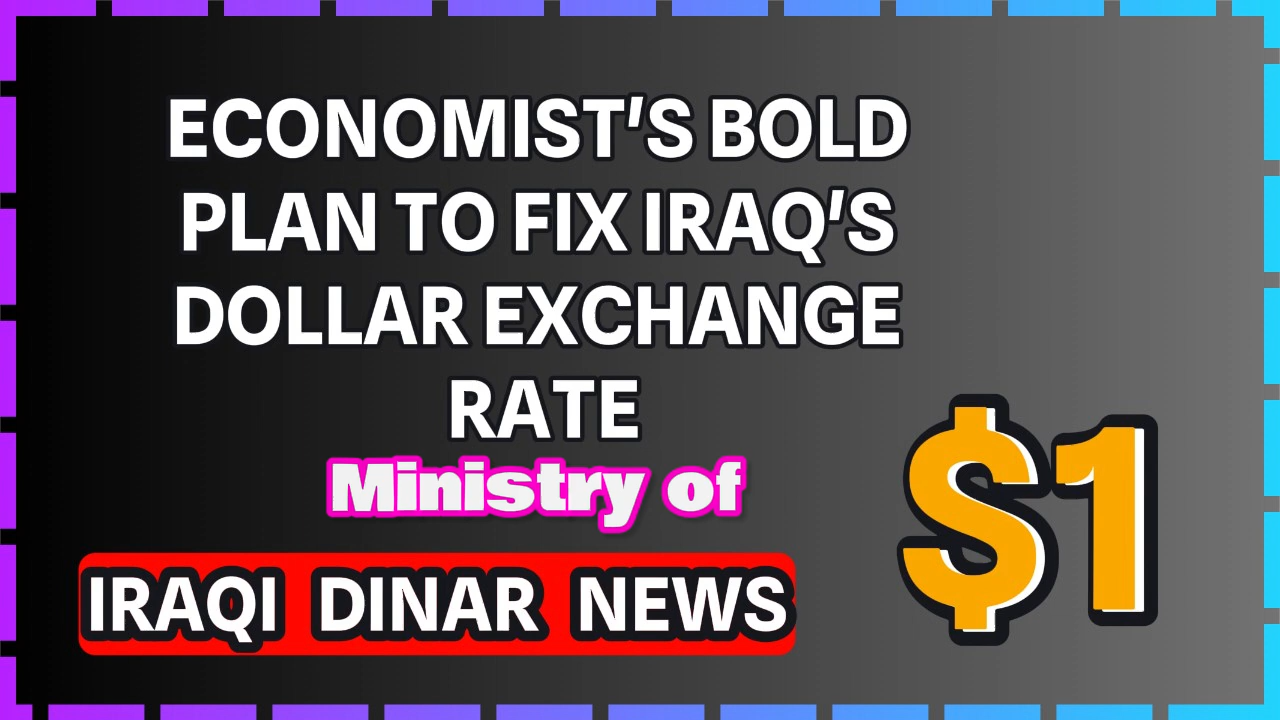 ECONOMIST'S BOLD
PLAN TO FIX IRAQ'S
DOLLAR EXCHANGE
RATE
Ministry of
IRAQI DINAR NEWS
$1